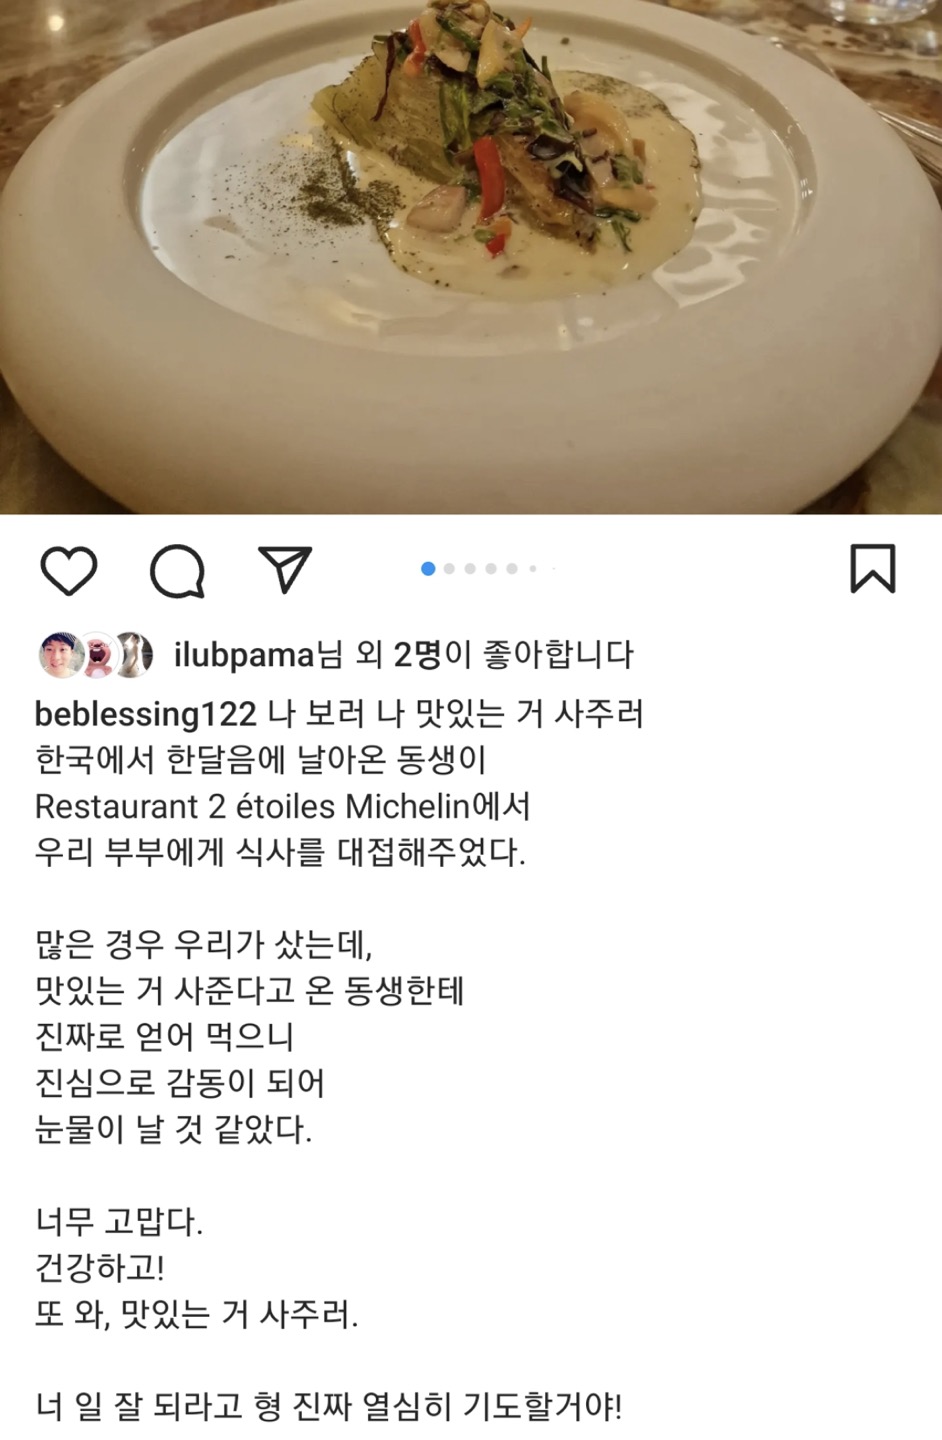 ilubpama님 외 2명이 좋아합니다
beblessing122 나 보러 나 맛있는 거 사주러
한국에서 한달음에 날아온 동생이
Restaurant 2 étoiles Michelin에서
우리 부부에게 식사를 대접해주었다.
많은 경우 우리가 샀는데,
맛있는 거 사준다고 온 동생한테
진짜로 얻어 먹으니
진심으로 감동이 되어
눈물이 날 것 같았다.
너무 고맙다.
건강하고!
또 와, 맛있는 거 사주러.
너 일 잘 되라고 형 진짜 열심히 기도할거야!